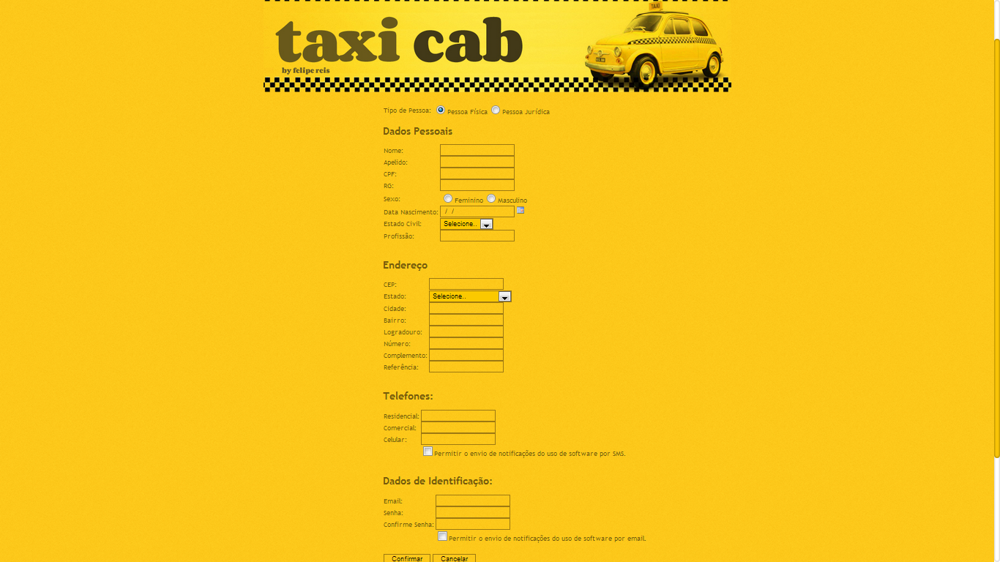 TAXI
taxi cab
by felipe reis
Tipo de Pessoa: Pessoa Física Pessoa Jurídica
Dados Pessoais
Nome:
Apelido:
CPF:
RG:
Sexo: Feminino Masculino
Data Nascimento: / /
Estado Civil: Selecione..
Profissão:
Endereço
CEP:
Estado: Selecione..
Cidade:
Bairro:
Logradouro:
Número:
Complemento:
Referência:
Telefones:
Residencial:
Comercial:
Celular:
Permitir o envio de notificações do uso de software por SMS.
Dados de Identificação:
Email:
Senha:
Confirme Senha:
Permitir o envio de notificações do uso de software por email.
Confirmar Cancelar